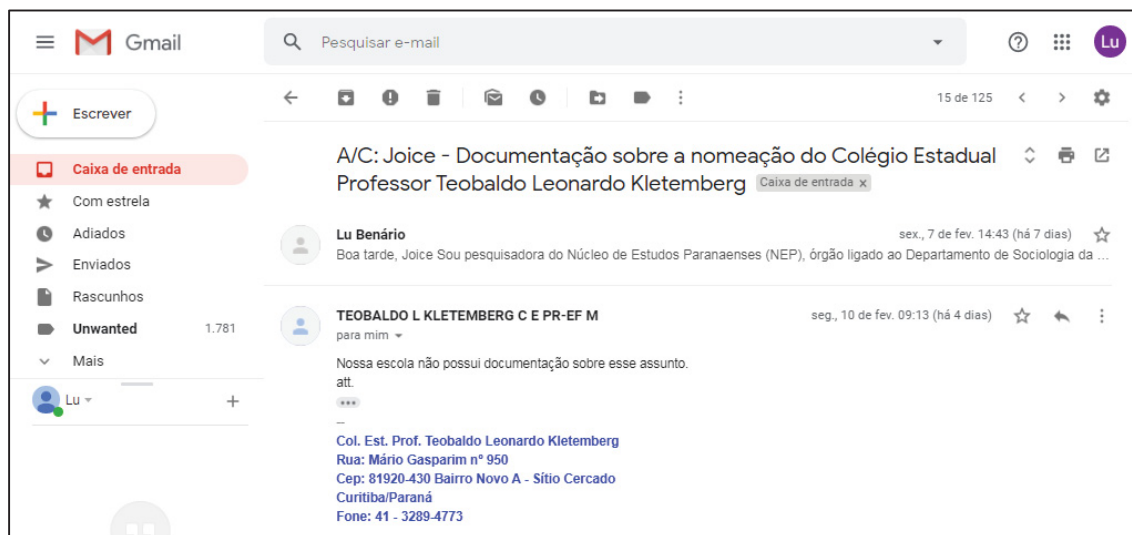 Gmail
Pesquisar e-mail
Lu
Escrever
15 de 125
Caixa de entrada
Com estrela
Adiados
Enviados
Rascunhos
Unwanted 1.781
Mais
Lu
A/C: Joice - Documentação sobre a nomeação do Colégio Estadual
Professor Teobaldo Leonardo Kletemberg Caixa de entrada x
Lu Benário sex., 7 de fev. 14:43 (há 7 dias)
Boa tarde, Joice Sou pesquisadora do Núcleo de Estudos Paranaenses (NEP), órgão ligado ao Departamento de Sociologia da ...
TEOBALDO L KLETEMBERG C E PR-EF M seg., 10 de fev. 09:13 (há 4 dias)
para mim
Nossa escola não possui documentação sobre esse assunto.
att.
--
Col. Est. Prof. Teobaldo Leonardo Kletemberg
Rua: Mário Gasparim nº 950
Cep: 81920-430 Bairro Novo A - Sítio Cercado
Curitiba/Paraná
Fone: 41 - 3289-4773